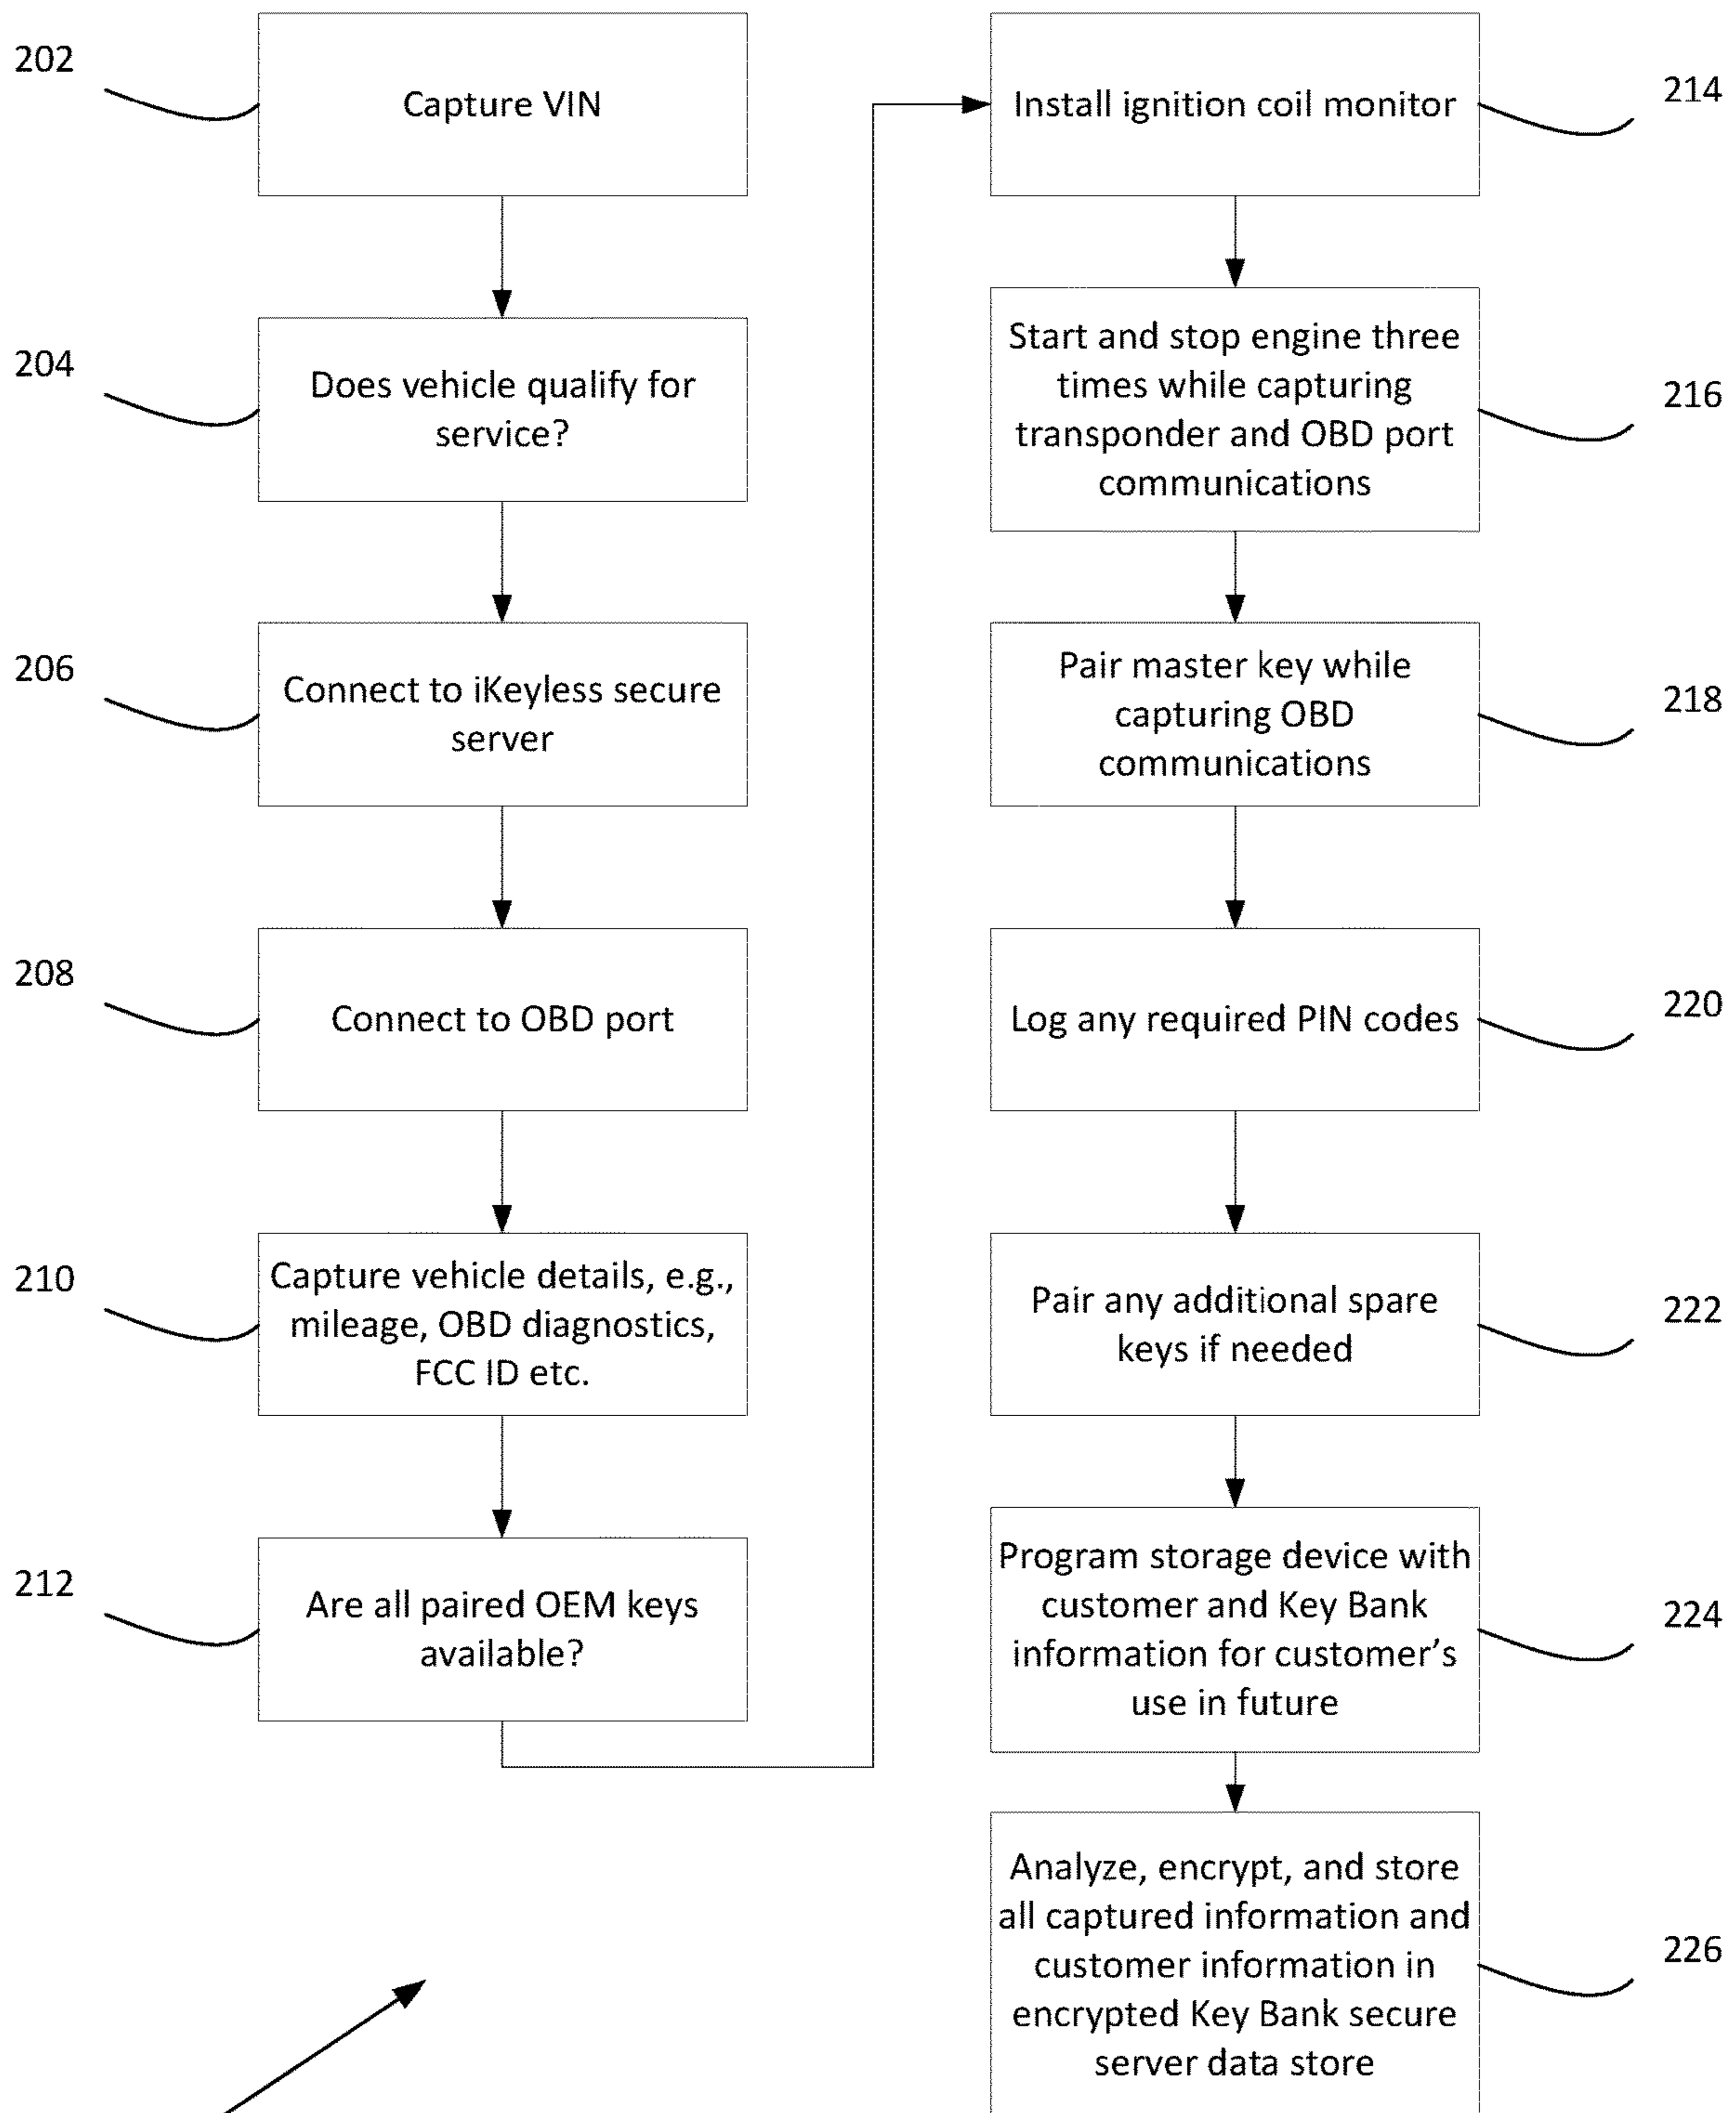 202
Capture VIN
204
Does vehicle qualify for
service?
206
Connect to iKeyless secure
server
208
Connect to OBD port
210
Capture vehicle details, e.g.,
mileage, OBD diagnostics,
FCC ID etc.
212
Are all paired OEM keys
available?
Install ignition coil monitor
214
Start and stop engine three
times while capturing
transponder and OBD port
communications
216
Pair master key while
capturing OBD
communications
218
Log any required PIN codes
220
Pair any additional spare
keys if needed
222
Program storage device with
customer and Key Bank
information for customer’s
use in future
224
Analyze, encrypt, and store
all captured information and
customer information in
encrypted Key Bank secure
server data store
226